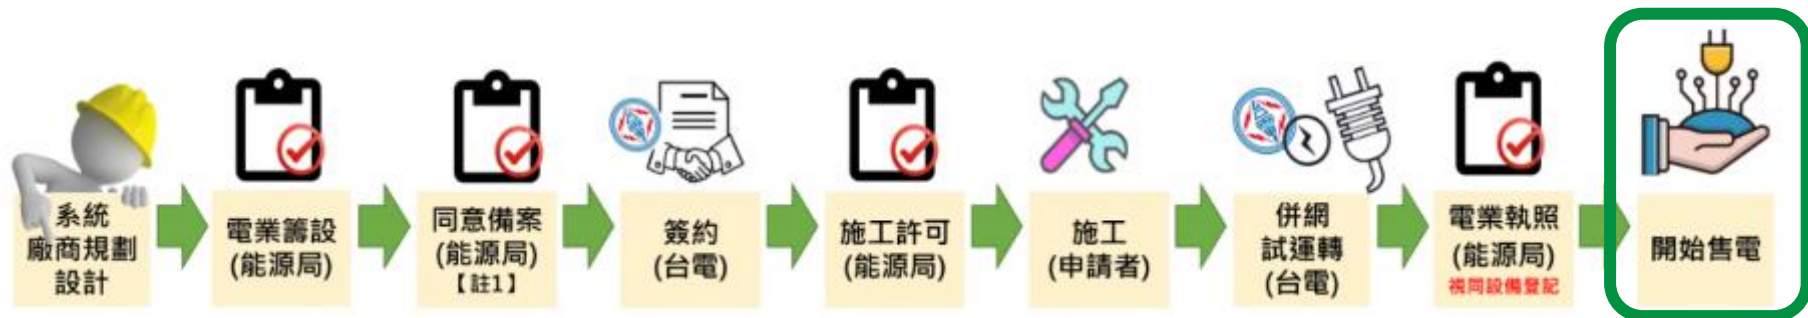 系統
廠商規劃
設計
電業籌設
(能源局)
同意備案
(能源局)
【註1】
簽約
(台電)
施工許可
(能源局)
施工
(申請者)
併網
試運轉
(台電)
電業執照
(能源局)
視同設備登記
開始售電